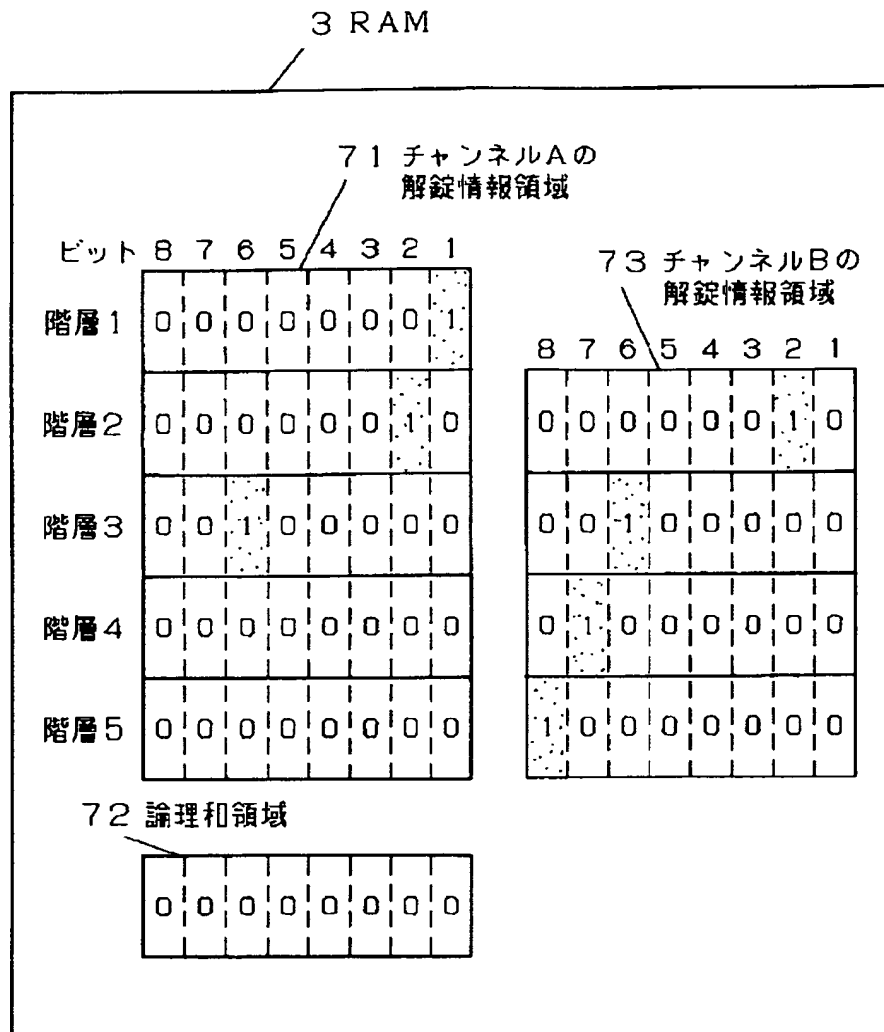 3 RAM
71 チャンネルAの
解錠情報領域
ビット 8 7 6 5 4 3 2 1
階層1 0 0 0 0 0 0 0 1
階層2 0 0 0 0 0 0 1 0
階層3 0 0 1 0 0 0 0 0
階層4 0 0 0 0 0 0 0 0
階層5 0 0 0 0 0 0 0 0
73 チャンネルBの
解錠情報領域
8 7 6 5 4 3 2 1
0 0 0 0 0 0 1 0
0 0 1 0 0 0 0 0
0 1 0 0 0 0 0 0
1 0 0 0 0 0 0 0
72 論理和領域
0 0 0 0 0 0 0 0